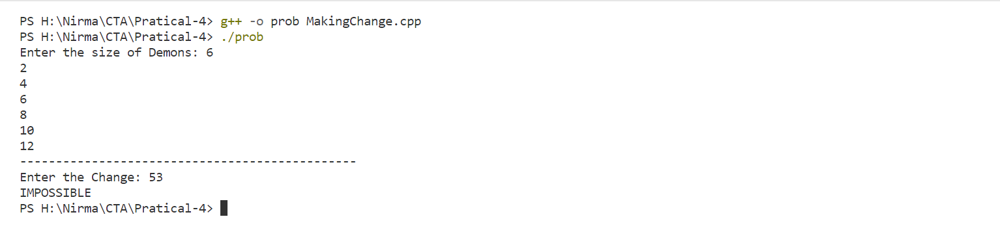 PS H:\Nirma\CTA\Pratical-4> g++ -o prob MakingChange.cpp
PS H:\Nirma\CTA\Pratical-4> ./prob
Enter the size of Demons: 6
2
4
6
8
10
12
-----------------------------------------------
Enter the Change: 53
IMPOSSIBLE
PS H:\Nirma\CTA\Pratical-4>